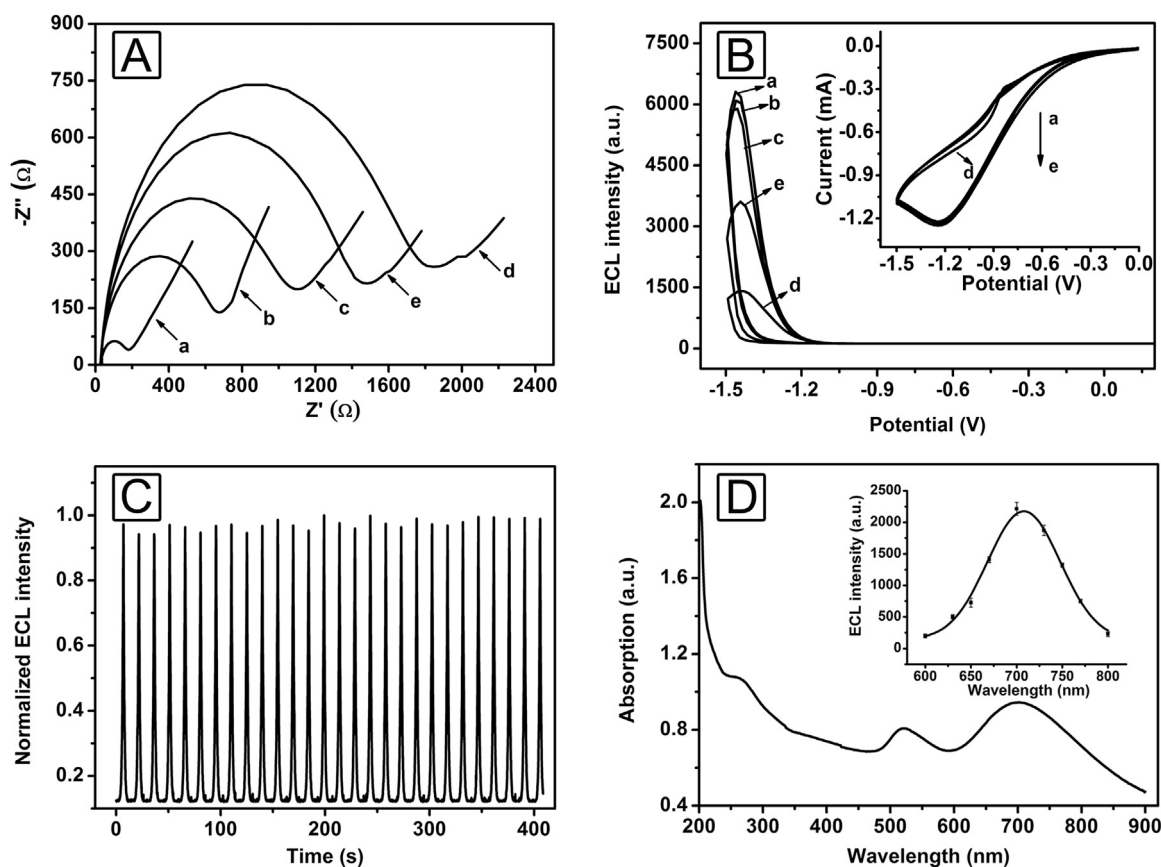 A
-Z" (Ω)
900
750
600
450
300
150
0
a
b
c
e
d
0 400 800 1200 1600 2000 2400
Z' (Ω)
B
ECL intensity (a.u.)
7500
6000
4500
3000
1500
0
a
b
c
e
d
-1.5 -1.2 -0.9 -0.6 -0.3 0.0
Potential (V)
Current (mA)
0.0
-0.3
-0.6
-0.9
-1.2
a
d
e
-1.5 -1.2 -0.9 -0.6 -0.3 0.0
Potential (V)
C
Normalized ECL intensity
1.0
0.8
0.6
0.4
0.2
0 100 200 300 400
Time (s)
D
Absorption (a.u.)
2.0
1.6
1.2
0.8
0.4
200 300 400 500 600 700 800 900
Wavelength (nm)
ECL intensity (a.u.)
2500
2000
1500
1000
500
0
600 650 700 750 800
Wavelength (nm)